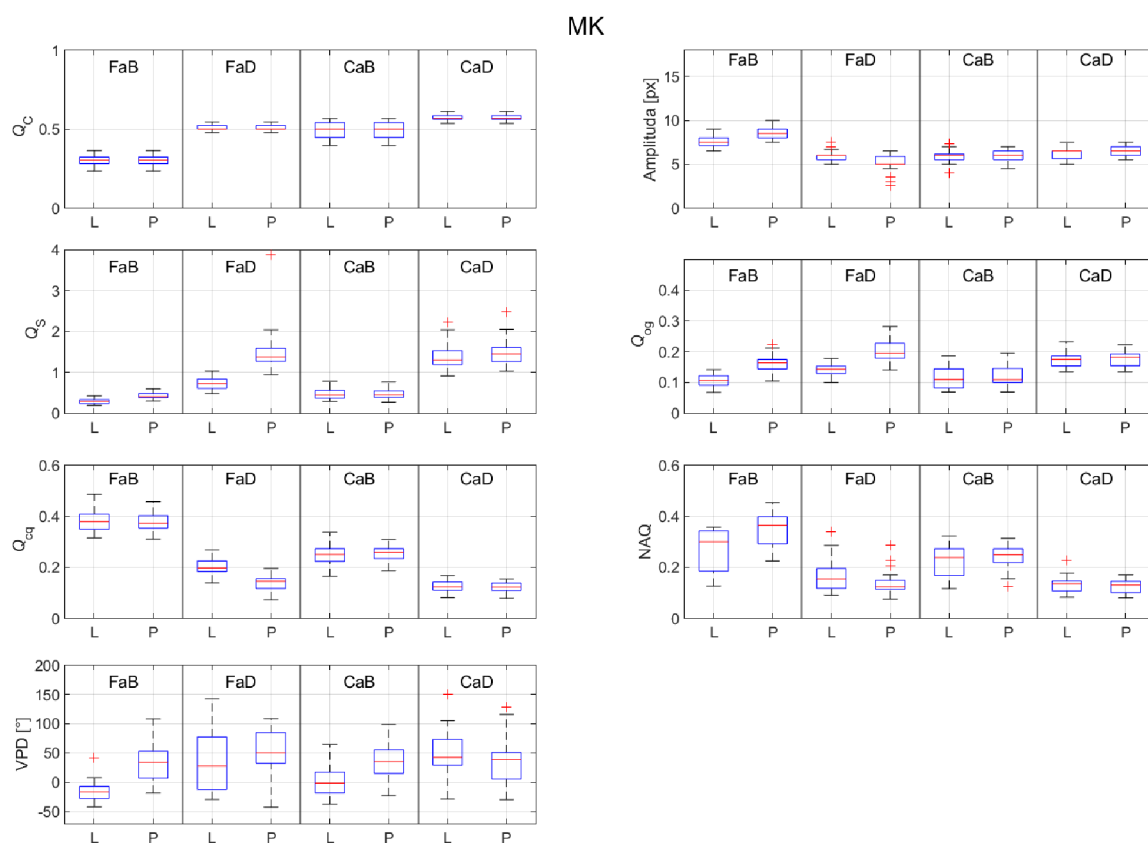 MK
FaB FaD CaB CaD
1
0.5
0
Q_C
L P L P L P L P
FaB FaD CaB CaD
15
10
5
0
Amplituda [px]
L P L P L P L P
FaB FaD CaB CaD
4
3
2
1
0
Q_S
L P L P L P L P
FaB FaD CaB CaD
0.4
0.3
0.2
0.1
0
Q_og
L P L P L P L P
FaB FaD CaB CaD
0.6
0.4
0.2
0
Q_cq
L P L P L P L P
FaB FaD CaB CaD
0.6
0.4
0.2
0
NAQ
L P L P L P L P
FaB FaD CaB CaD
200
150
100
50
0
-50
VPD [°]
L P L P L P L P